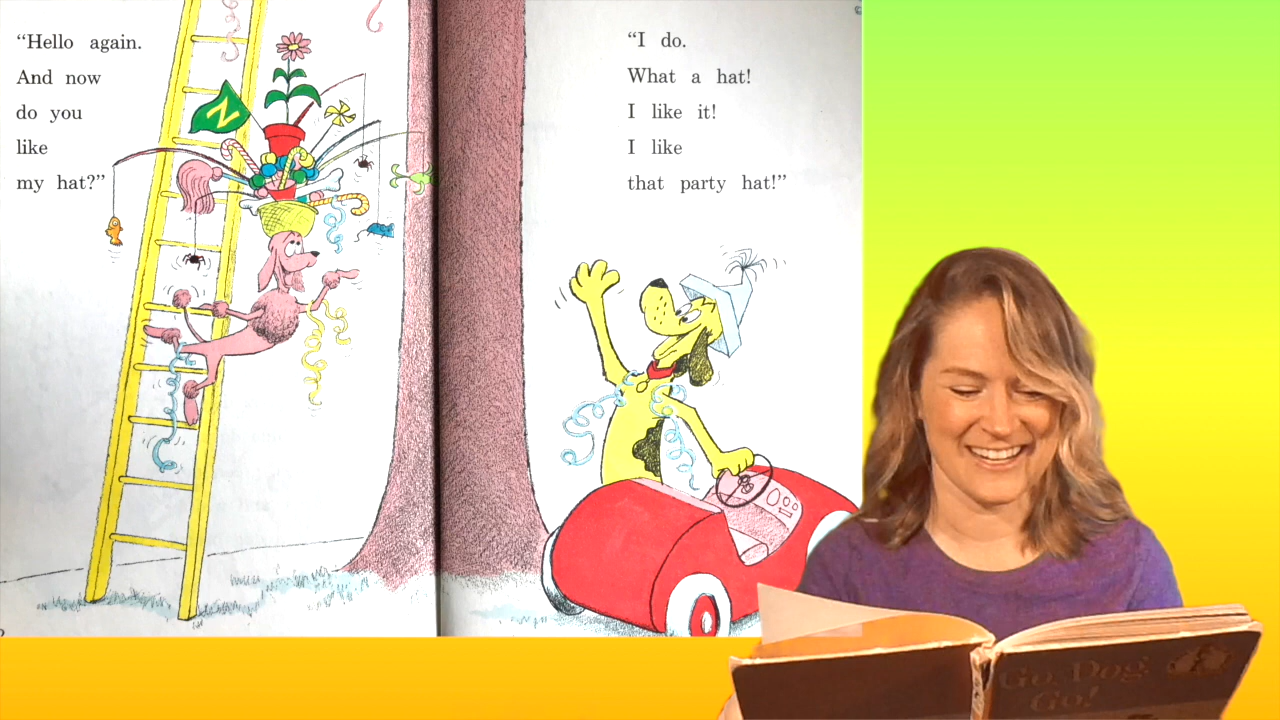 “Hello again.
And now
do you
like
my hat?”
Z
“I do.
What a hat!
I like it!
I like
that party hat!”
Go, Dog.
Go!